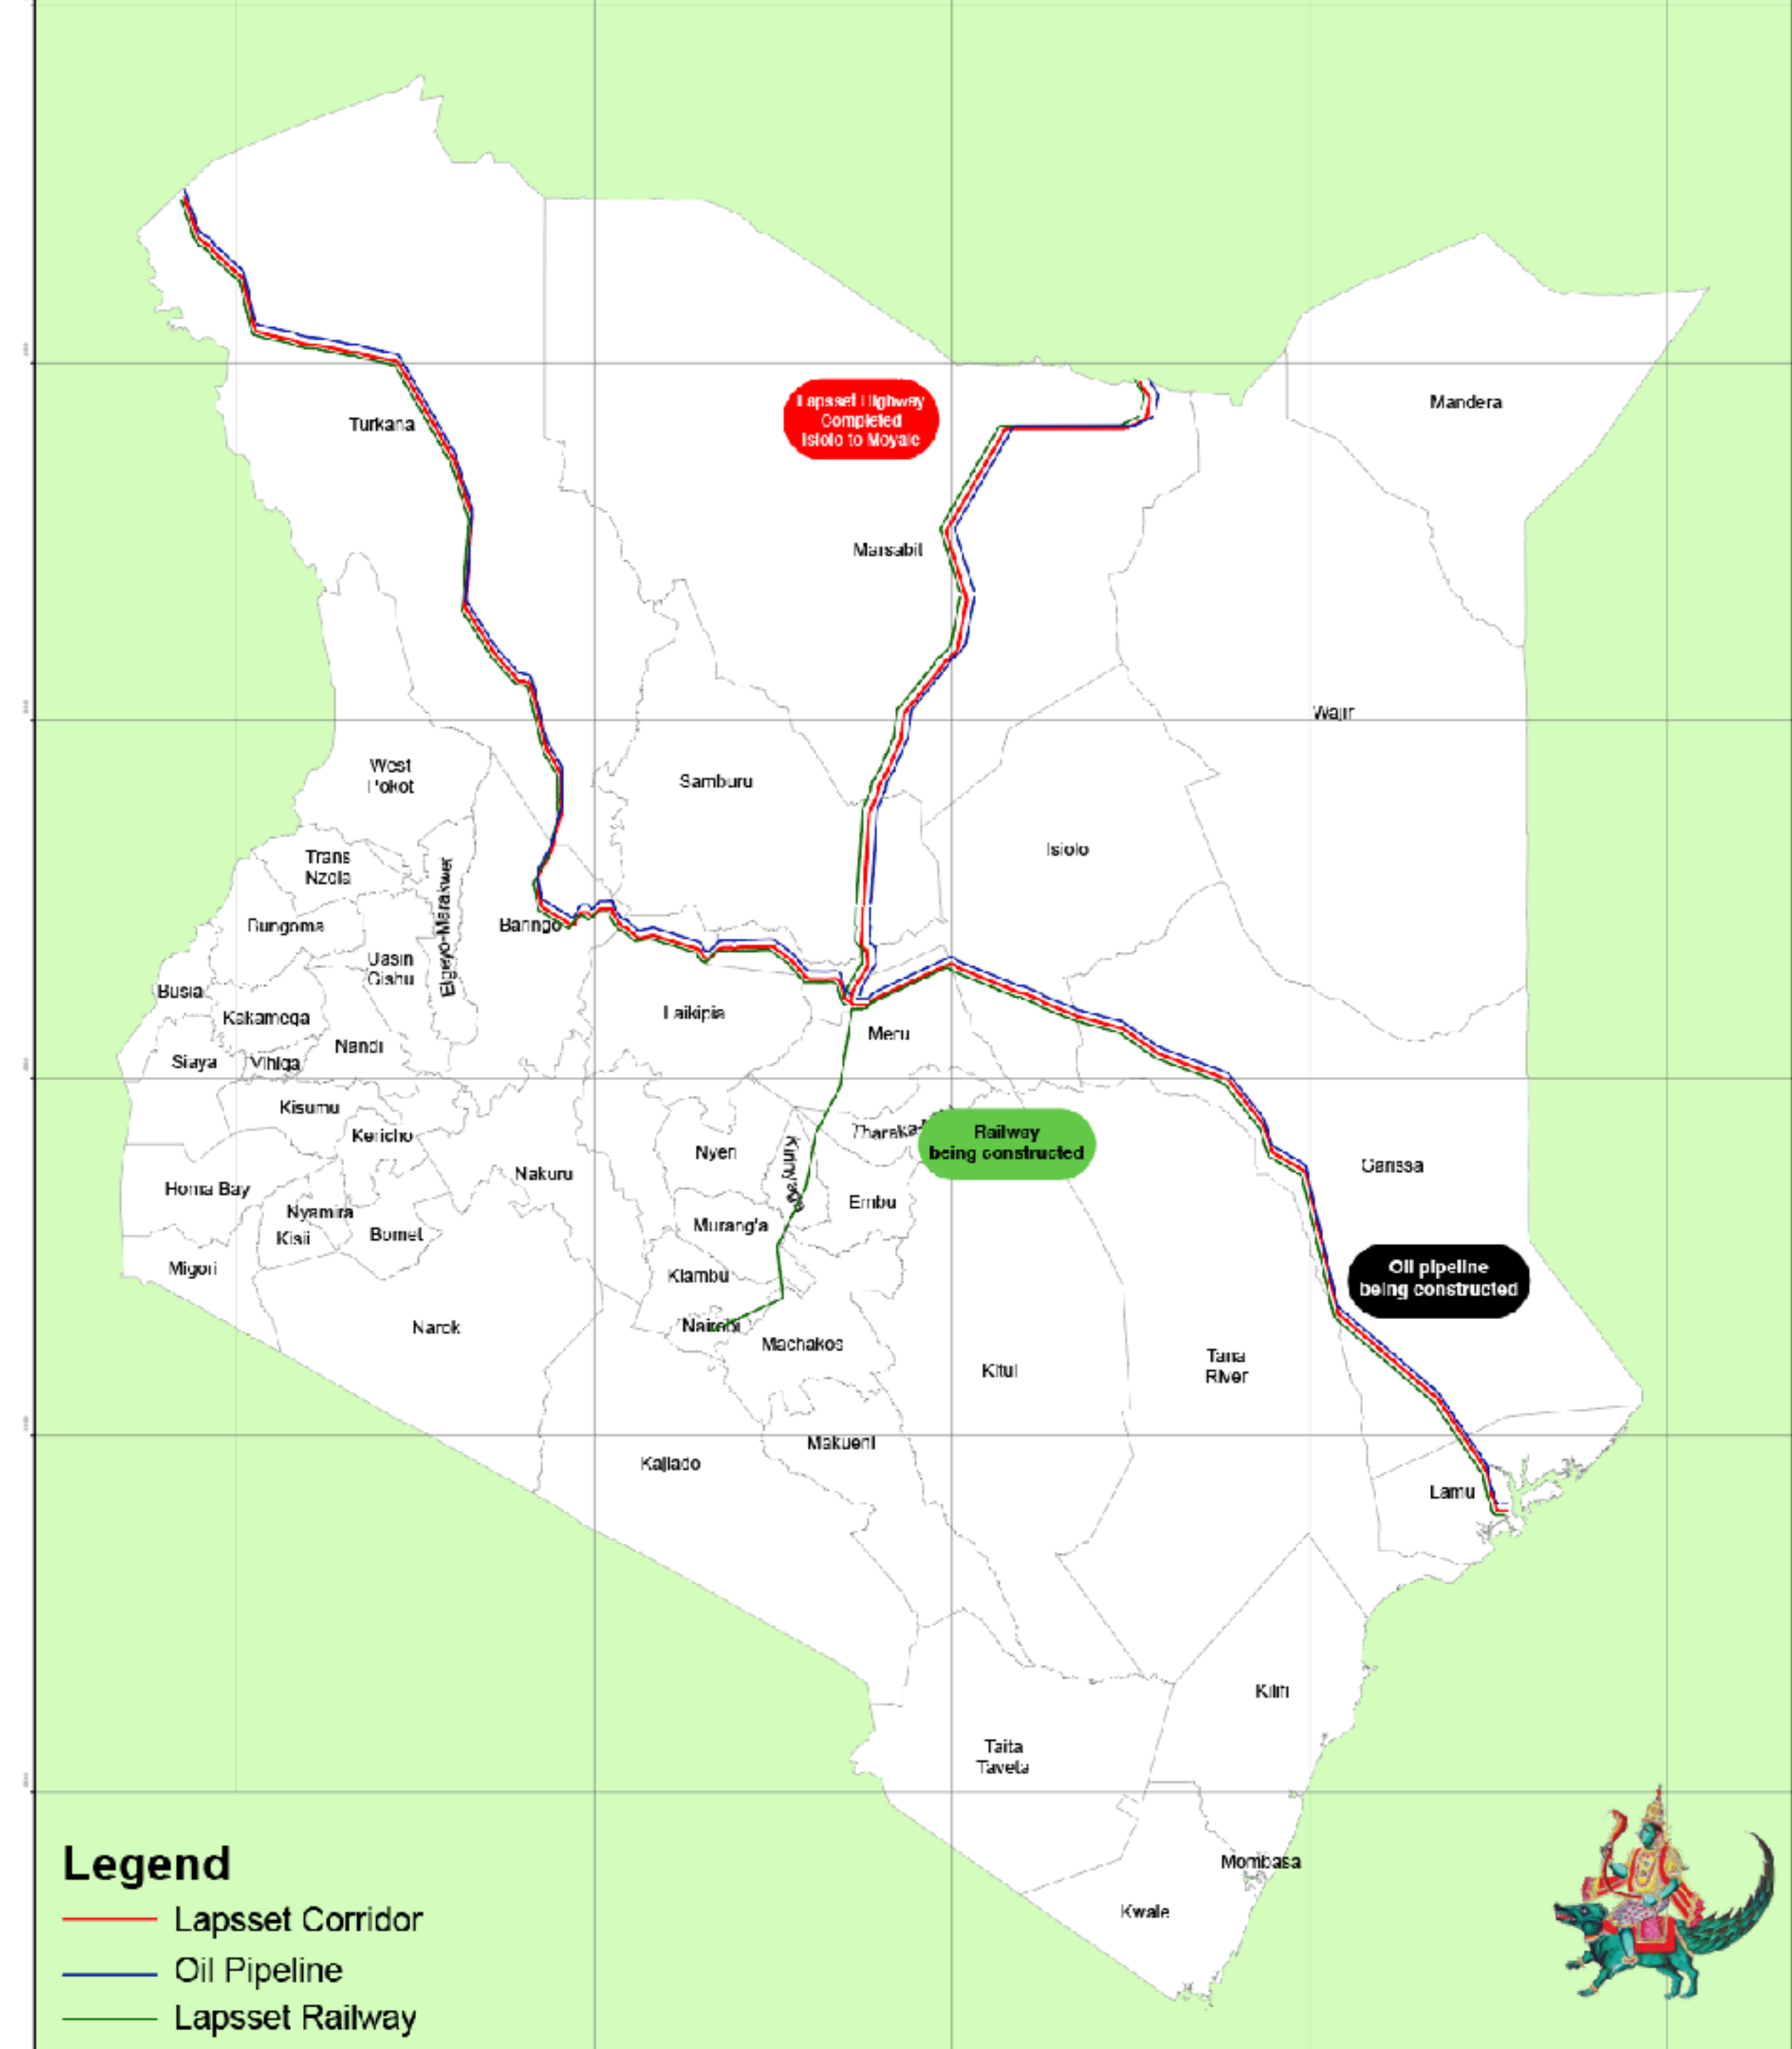 Lapsset Highway
Completed
Isiolo to Moyale
Mandera
Turkana
Marsabit
Wajir
West
Pokot
Samburu
Isiolo
Trans
Nzoia
Elgeyo-Marakwet
Bungoma
Baringo
Uasin
Gishu
Busia
Kakamega
Laikipia
Meru
Nandi
Siaya
Vihiga
Kisumu
Kericho
Tharaka
Railway
being constructed
Nyeri
Kirinyaga
Garissa
Nakuru
Homa Bay
Embu
Nyamira
Murang'a
Kisii
Bomet
Migori
Kiambu
Oil pipeline
being constructed
Narok
Nairobi
Machakos
Kitui
Tana
River
Makueni
Kajiado
Lamu
Kilifi
Taita
Taveta
Mombasa
Kwale
Legend
Lapsset Corridor
Oil Pipeline
Lapsset Railway